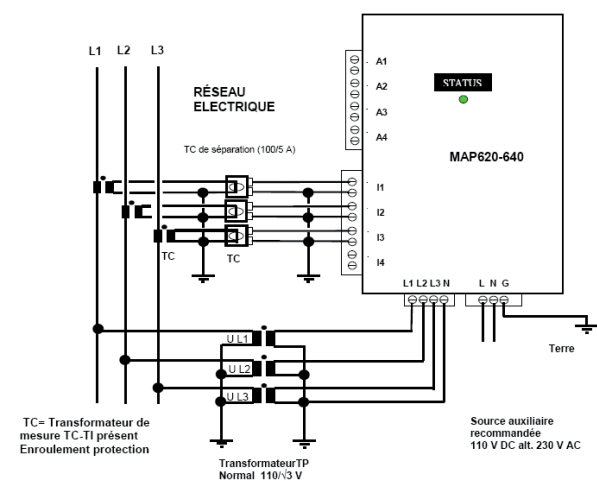 L1 L2 L3
A1
A2
A3
A4
STATUS
RÉSEAU
ELECTRIQUE
TC de séparation (100/5 A)
MAP620-640
I1
I2
I3
I4
TC
TC
L1 L2 L3 N
L N G
U L1
U L2
U L3
Terre
TC= Transformateur de
mesure TC-TI présent
Enroulement protection
Source auxiliaire
recommandée
110 V DC alt. 230 V AC
TransformateurTP
Normal 110/√3 V